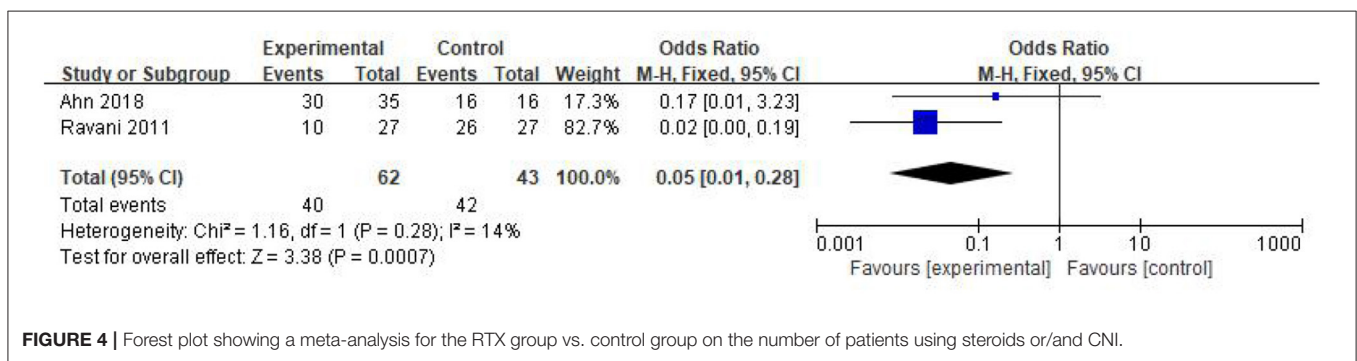 Experimental Control Odds Ratio Odds Ratio
Study or Subgroup Events Total Events Total Weight M-H, Fixed, 95% CI M-H, Fixed, 95% CI
Ahn 2018 30 35 16 16 17.3% 0.17 [0.01, 3.23]
Ravani 2011 10 27 26 27 82.7% 0.02 [0.00, 0.19]
Total (95% CI) 62 43 100.0% 0.05 [0.01, 0.28]
Total events 40 42
Heterogeneity: Chi² = 1.16, df = 1 (P = 0.28); I² = 14%
Test for overall effect: Z = 3.38 (P = 0.0007)
0.001 0.1 1 10 1000
Favours [experimental] Favours [control]
FIGURE 4 | Forest plot showing a meta-analysis for the RTX group vs. control group on the number of patients using steroids or/and CNI.